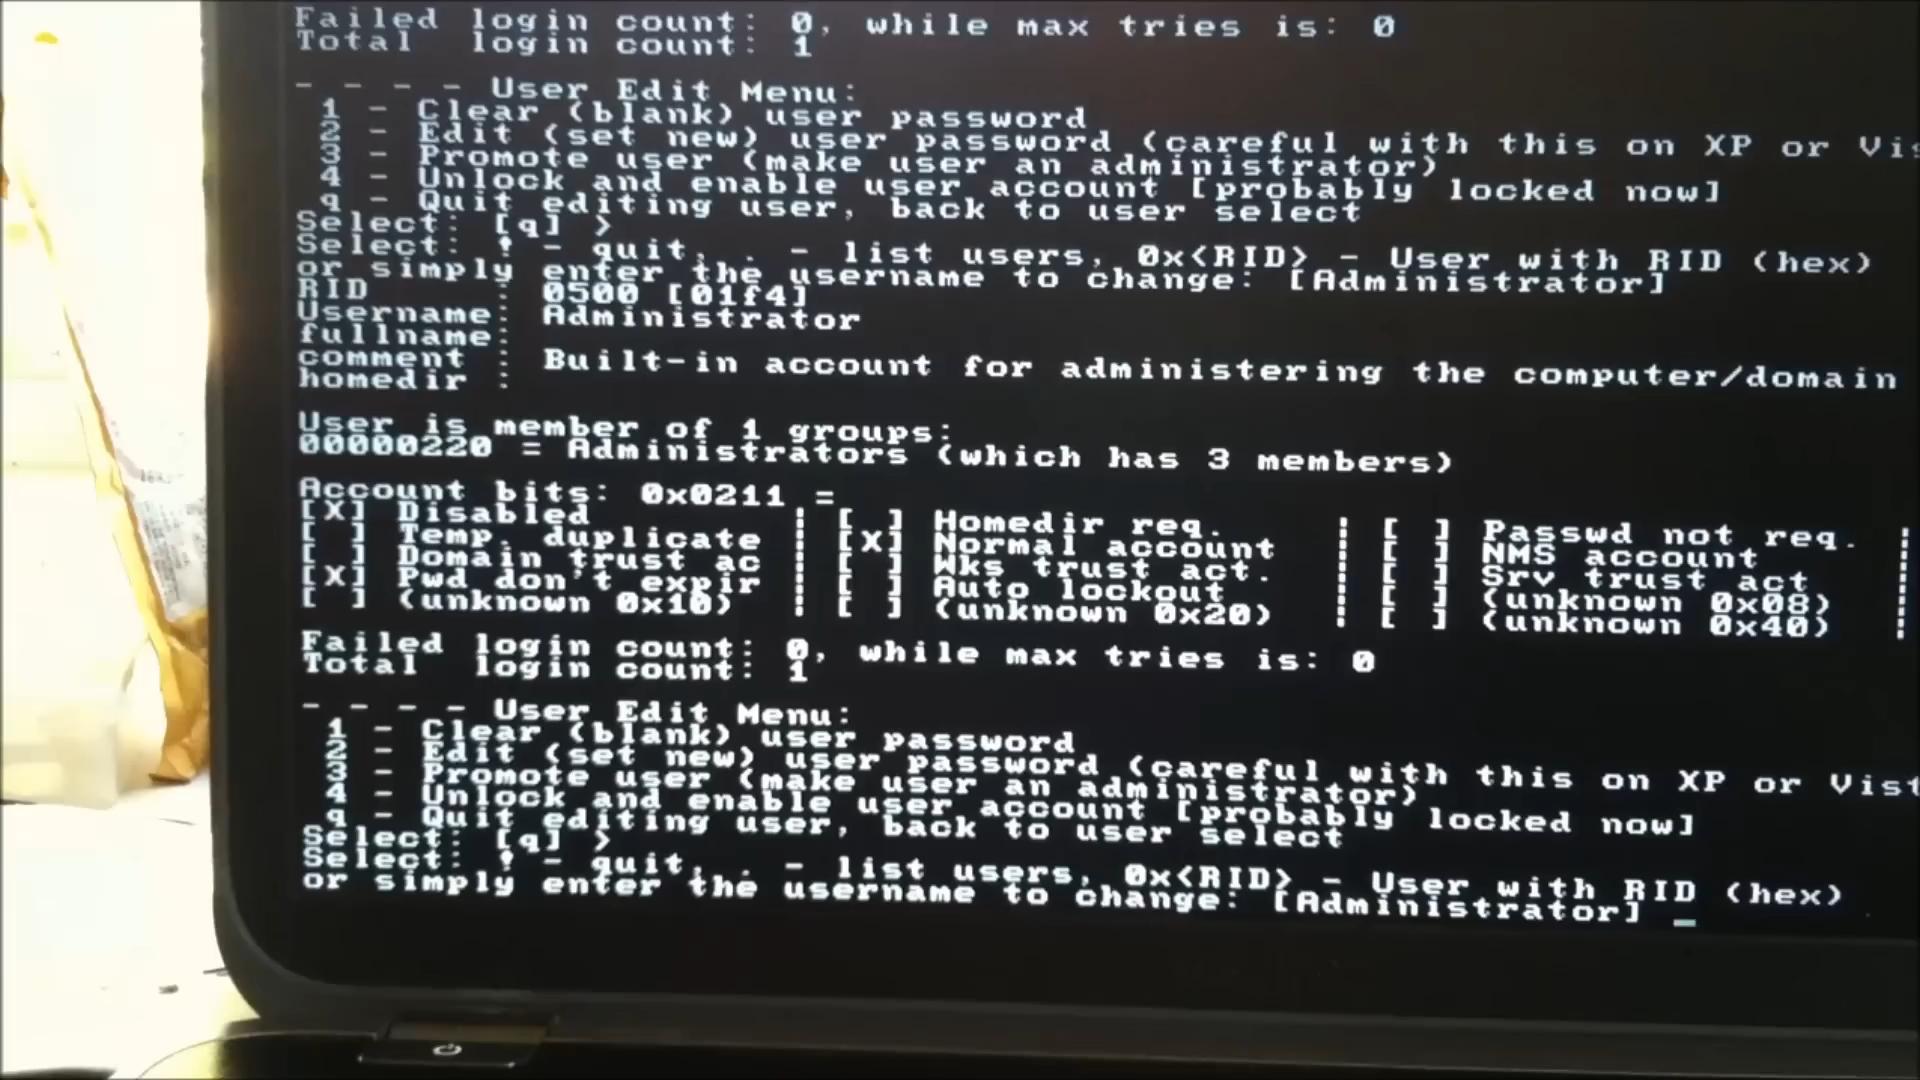 Failed login count: 0, while max tries is: 0
Total login count: 1
- - - - User Edit Menu:
1 - Clear (blank) user password
2 - Edit (set new) user password (careful with this on XP or Vis
3 - Promote user (make user an administrator)
4 - Unlock and enable user account [probably locked now]
q - Quit editing user, back to user select
Select: [q] >
Select: ! - quit, . - list users, 0x<RID> - User with RID (hex)
or simply enter the username to change: [Administrator]
RID : 0500 [01f4]
Username: Administrator
fullname:
comment : Built-in account for administering the computer/domain
homedir :
User is member of 1 groups:
00000220 = Administrators (which has 3 members)
Account bits: 0x0211 =
[X] Disabled | [ ] Homedir req. | [ ] Passwd not req. |
[ ] Temp. duplicate | [X] Normal account | [ ] NMS account |
[ ] Domain trust ac | [ ] Wks trust act. | [ ] Srv trust act |
[X] Pwd don't expir | [ ] Auto lockout | [ ] (unknown 0x08) |
[ ] (unknown 0x10) | [ ] (unknown 0x20) | [ ] (unknown 0x40) |
Failed login count: 0, while max tries is: 0
Total login count: 1
- - - - User Edit Menu:
1 - Clear (blank) user password
2 - Edit (set new) user password (careful with this on XP or Vist
3 - Promote user (make user an administrator)
4 - Unlock and enable user account [probably locked now]
q - Quit editing user, back to user select
Select: [q] >
Select: ! - quit, . - list users, 0x<RID> - User with RID (hex)
or simply enter the username to change: [Administrator] _